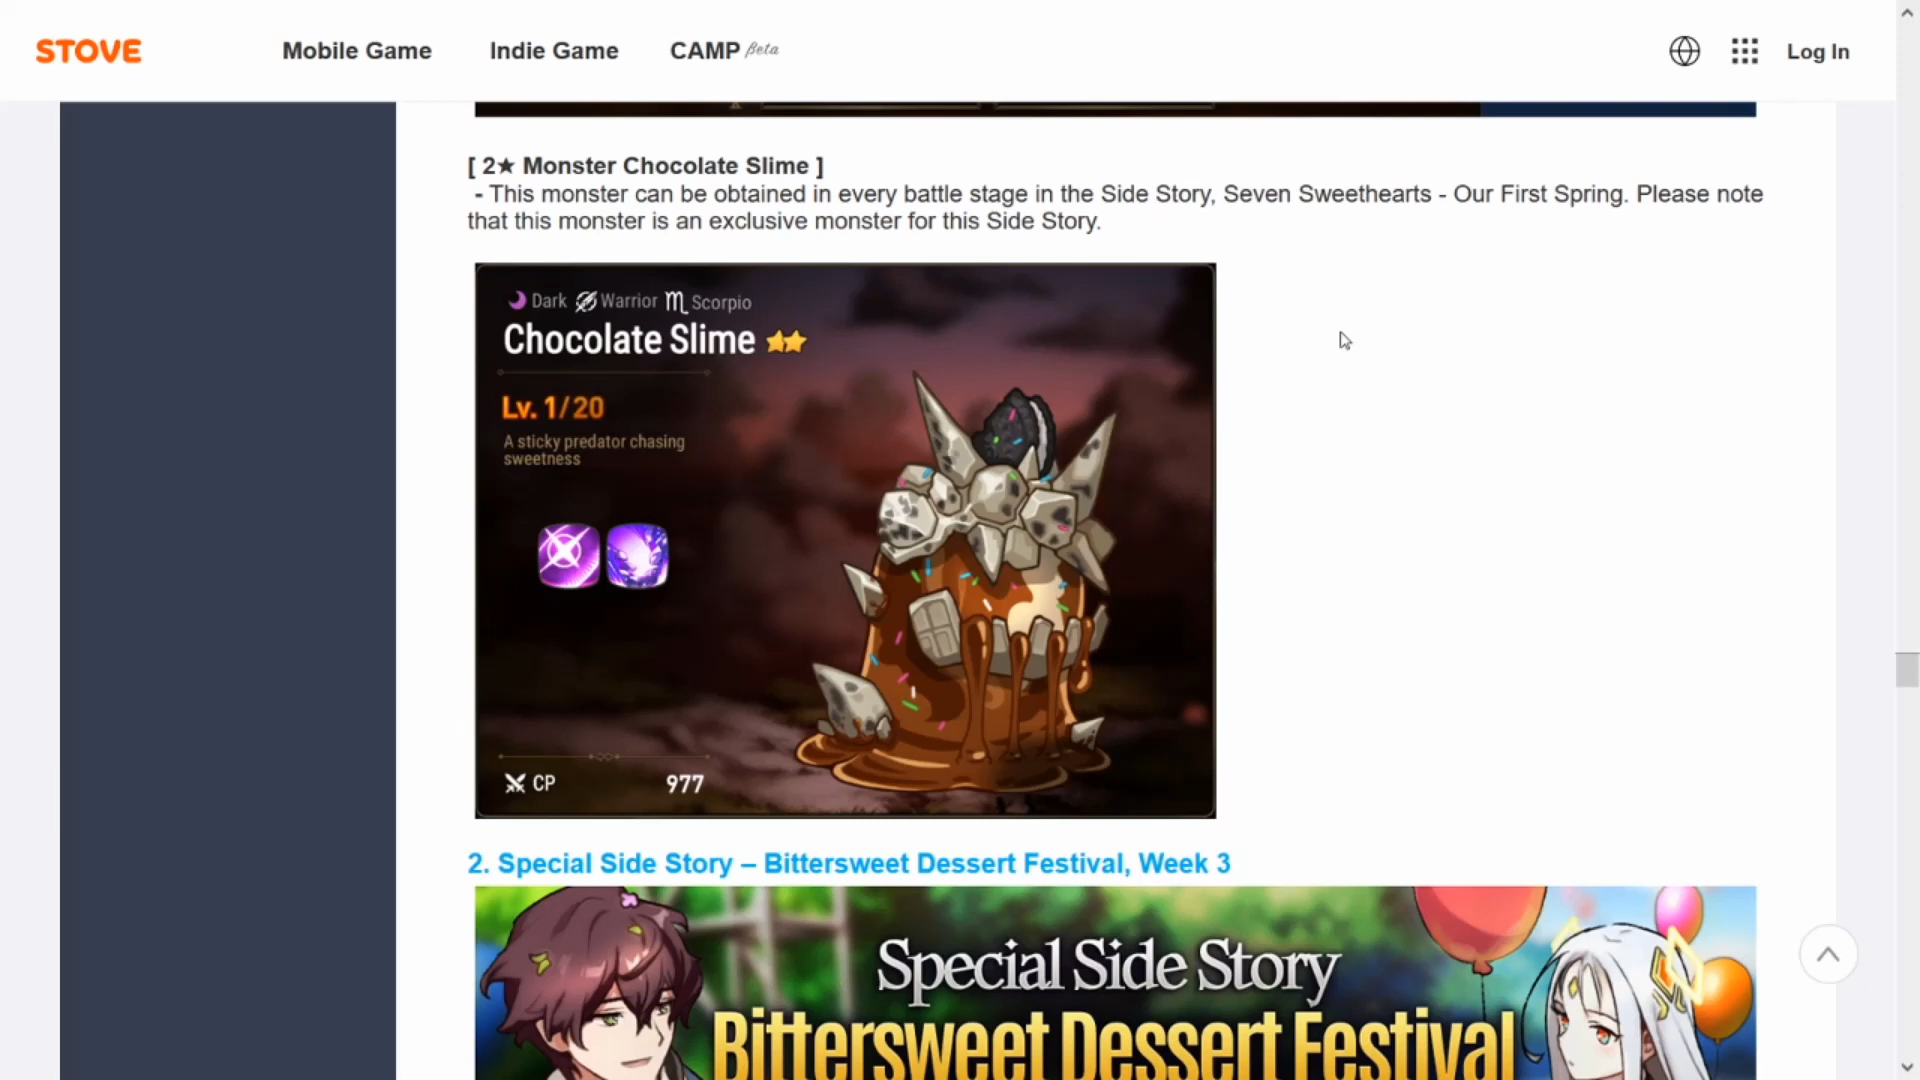 STOVE
Mobile Game
Indie Game
CAMP βeta
Log In
[ 2★ Monster Chocolate Slime ]
- This monster can be obtained in every battle stage in the Side Story, Seven Sweethearts - Our First Spring. Please note
that this monster is an exclusive monster for this Side Story.
Dark Warrior Scorpio
Chocolate Slime
Lv. 1/20
A sticky predator chasing
sweetness
CP 977
2. Special Side Story – Bittersweet Dessert Festival, Week 3
Special Side Story
Bittersweet Dessert Festival